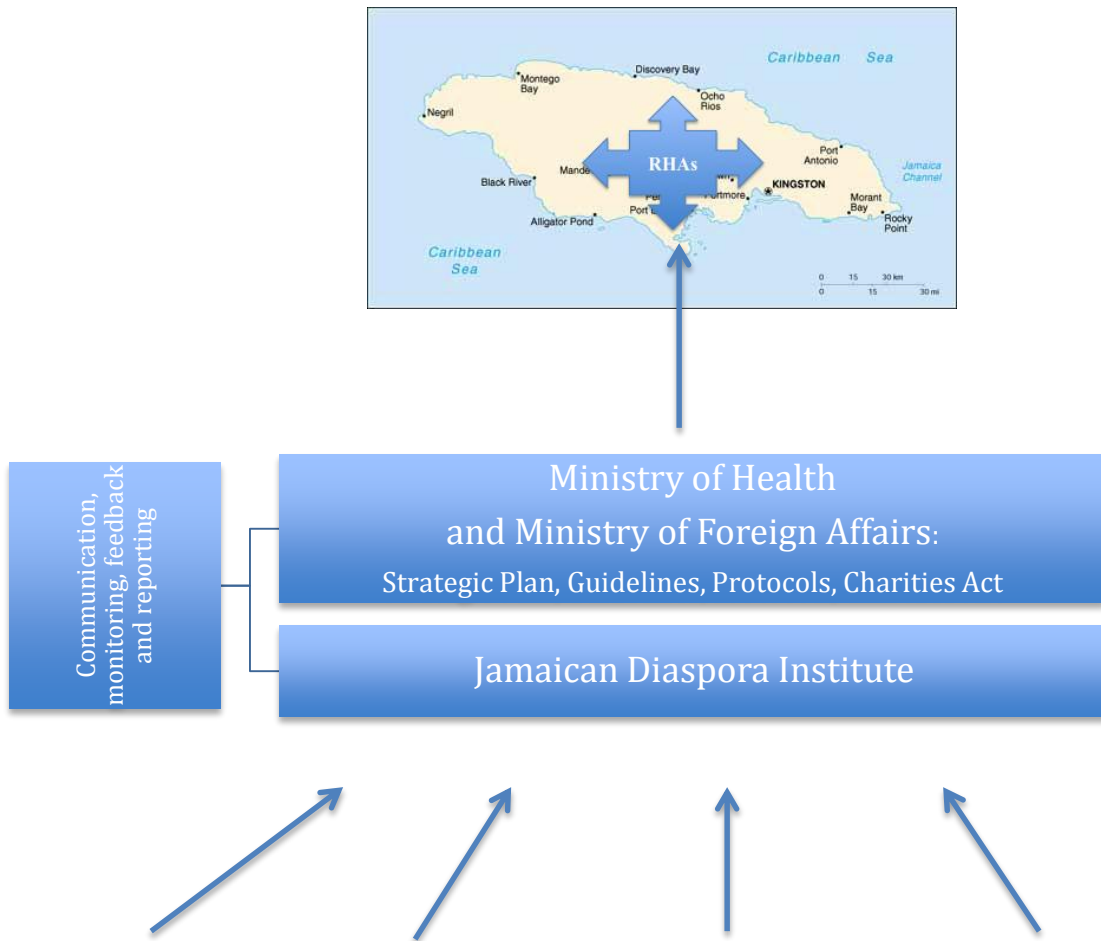 Caribbean Sea
Discovery Bay
Montego
Bay
Ocho
Rios
Negril
Port
Antonio
Jamaica
Channel
RHAs
Black River
KINGSTON
Morant
Bay
Alligator Pond
Port
Rocky
Point
Caribbean
Sea
0 15 30 km
0 15 30 mi
Communication,
monitoring, feedback
and reporting
Ministry of Health
and Ministry of Foreign Affairs:
Strategic Plan, Guidelines, Protocols, Charities Act
Jamaican Diaspora Institute